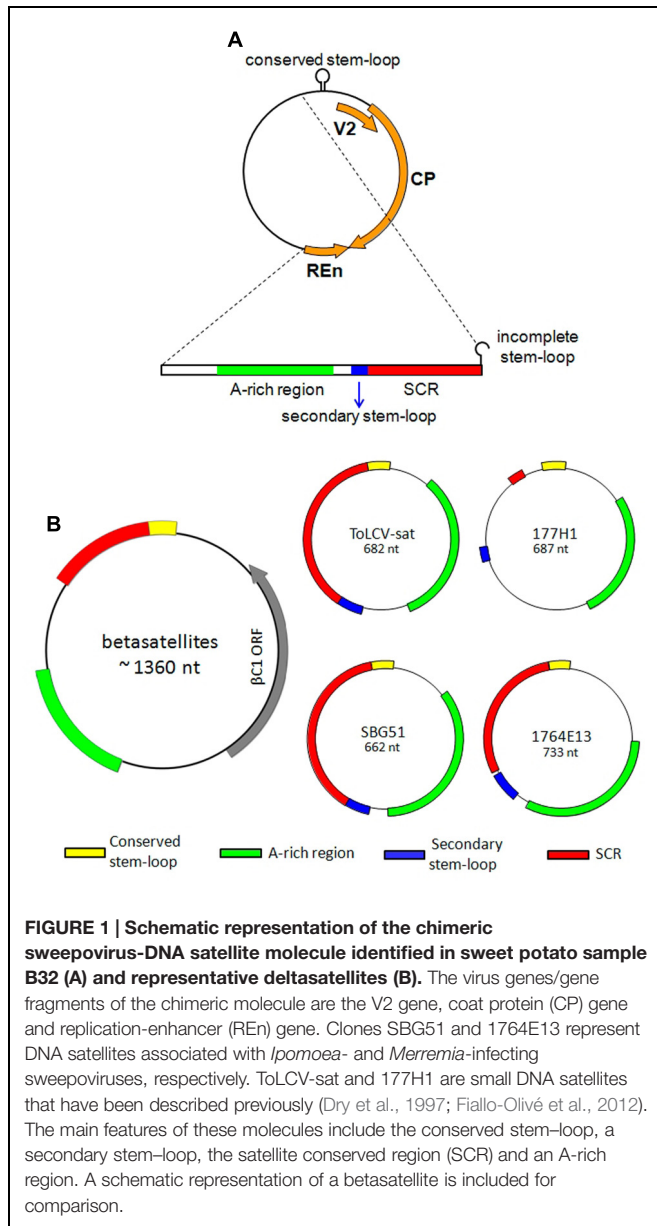 A
conserved stem-loop
V2
CP
REn
incomplete
stem-loop
A-rich region
SCR
secondary stem-loop
B
betasatellites
~ 1360 nt
βC1 ORF
ToLCV-sat
682 nt
177H1
687 nt
SBG51
662 nt
1764E13
733 nt
Conserved
stem-loop
A-rich region
Secondary
stem-loop
SCR
FIGURE 1 | Schematic representation of the chimeric
sweepovirus-DNA satellite molecule identified in sweet potato sample
B32 (A) and representative deltasatellites (B). The virus genes/gene
fragments of the chimeric molecule are the V2 gene, coat protein (CP) gene
and replication-enhancer (REn) gene. Clones SBG51 and 1764E13 represent
DNA satellites associated with Ipomoea- and Merremia-infecting
sweepoviruses, respectively. ToLCV-sat and 177H1 are small DNA satellites
that have been described previously (Dry et al., 1997; Fiallo-Olivé et al., 2012).
The main features of these molecules include the conserved stem–loop, a
secondary stem–loop, the satellite conserved region (SCR) and an A-rich
region. A schematic representation of a betasatellite is included for
comparison.